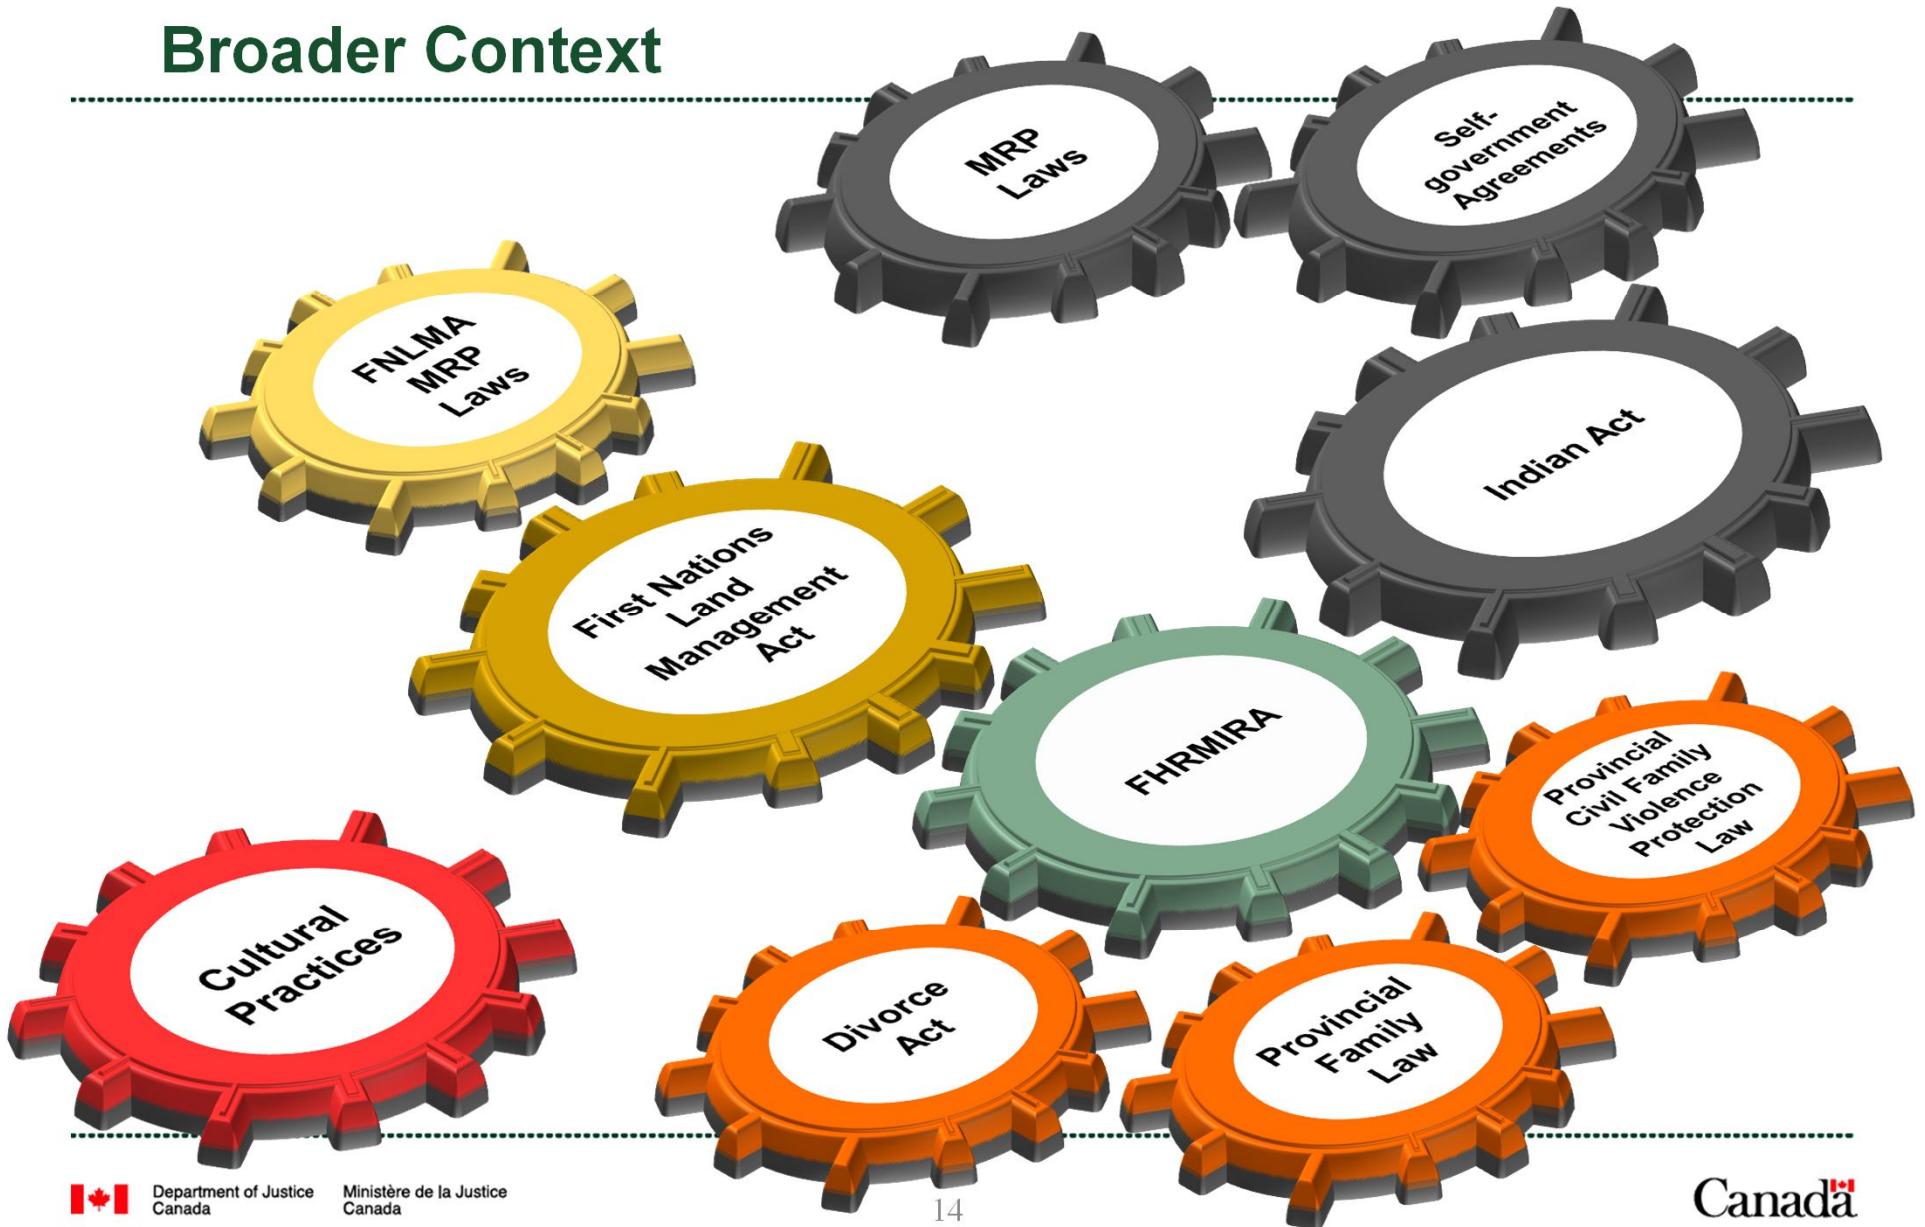 Broader Context
MRP
Laws
Self-
government
Agreements
FNLMA
MRP
Laws
Indian Act
First Nations
Land
Management
Act
FHRMIRA
Provincial
Civil Family
Violence
Protection
Law
Cultural
Practices
Divorce
Act
Provincial
Family
Law
Department of Justice
Canada
Ministère de la Justice
Canada
14
Canada